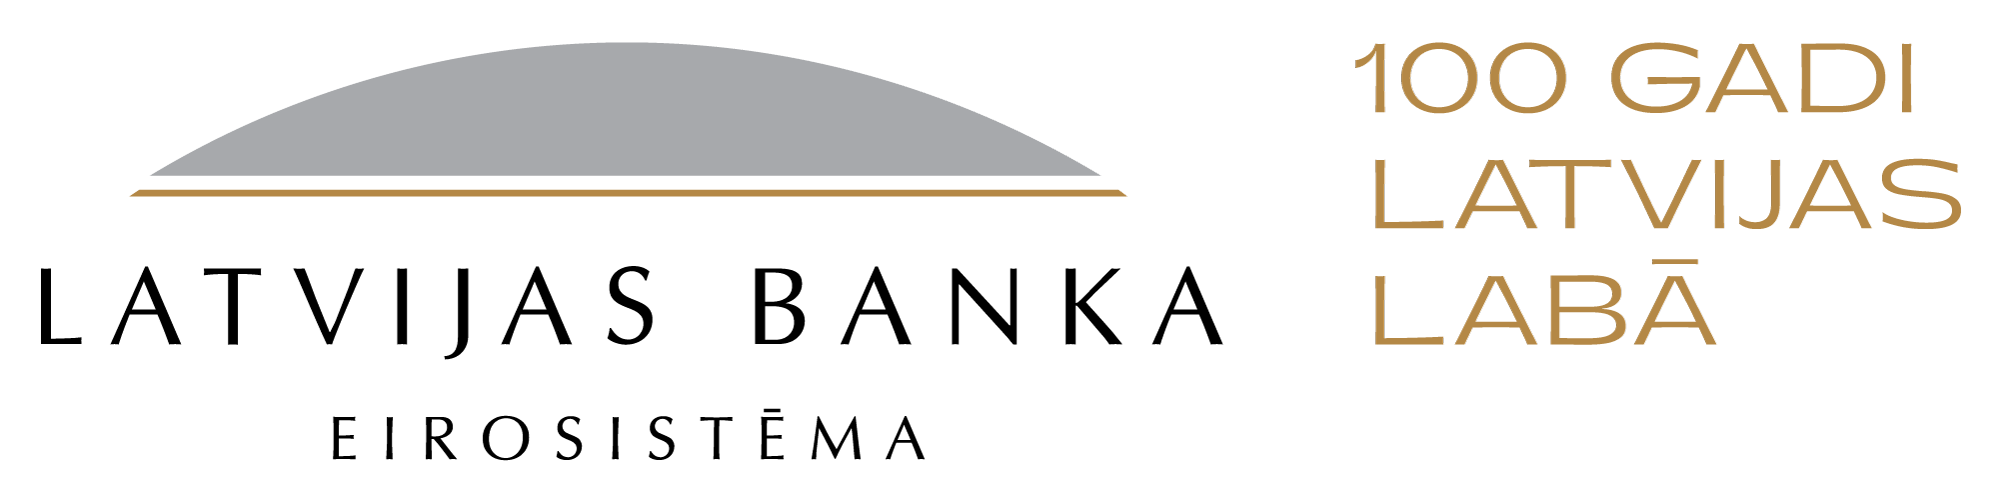 LATVIJAS BANKA
EIROSISTĒMA
100 GADI
LATVIJAS
LABĀ